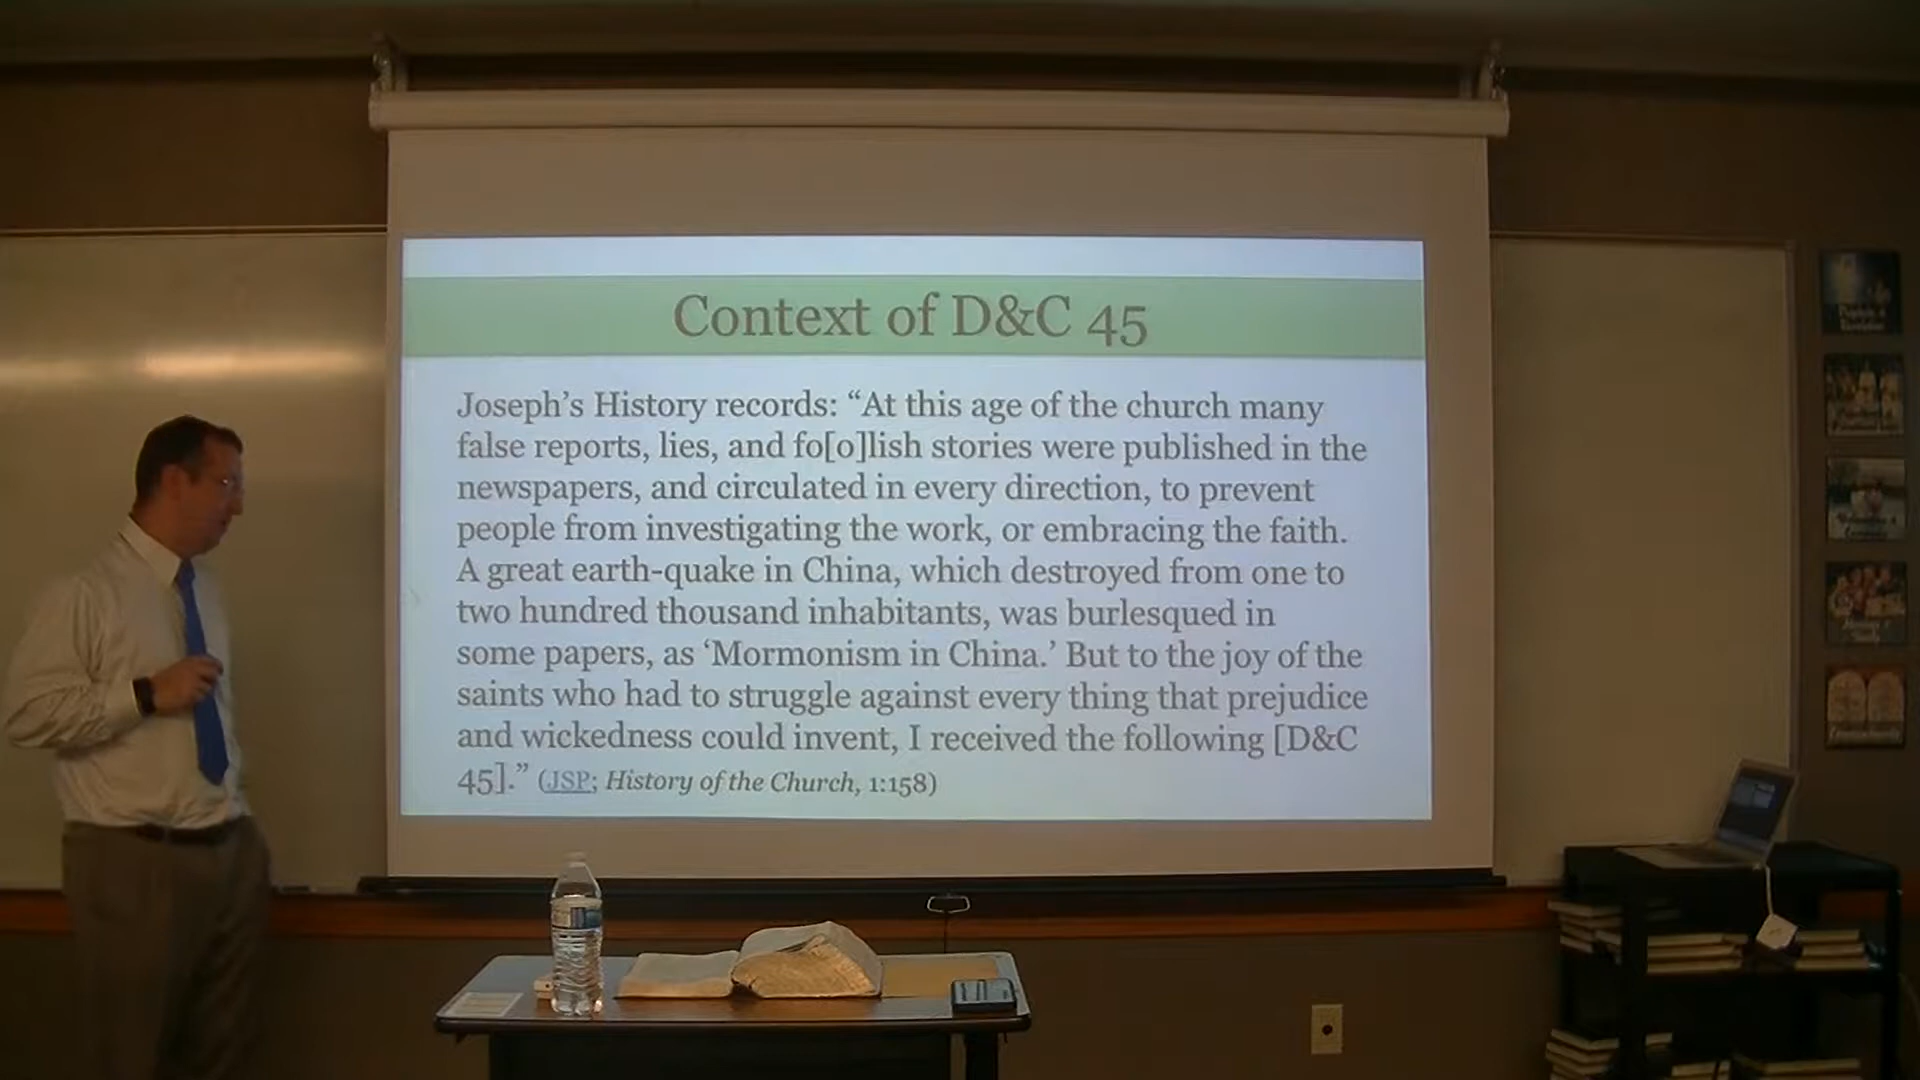 Context of D&C 45
Joseph’s History records: “At this age of the church many
false reports, lies, and fo[o]lish stories were published in the
newspapers, and circulated in every direction, to prevent
people from investigating the work, or embracing the faith.
A great earth-quake in China, which destroyed from one to
two hundred thousand inhabitants, was burlesqued in
some papers, as ‘Mormonism in China.’ But to the joy of the
saints who had to struggle against every thing that prejudice
and wickedness could invent, I received the following [D&C
45].” (JSP; History of the Church, 1:158)